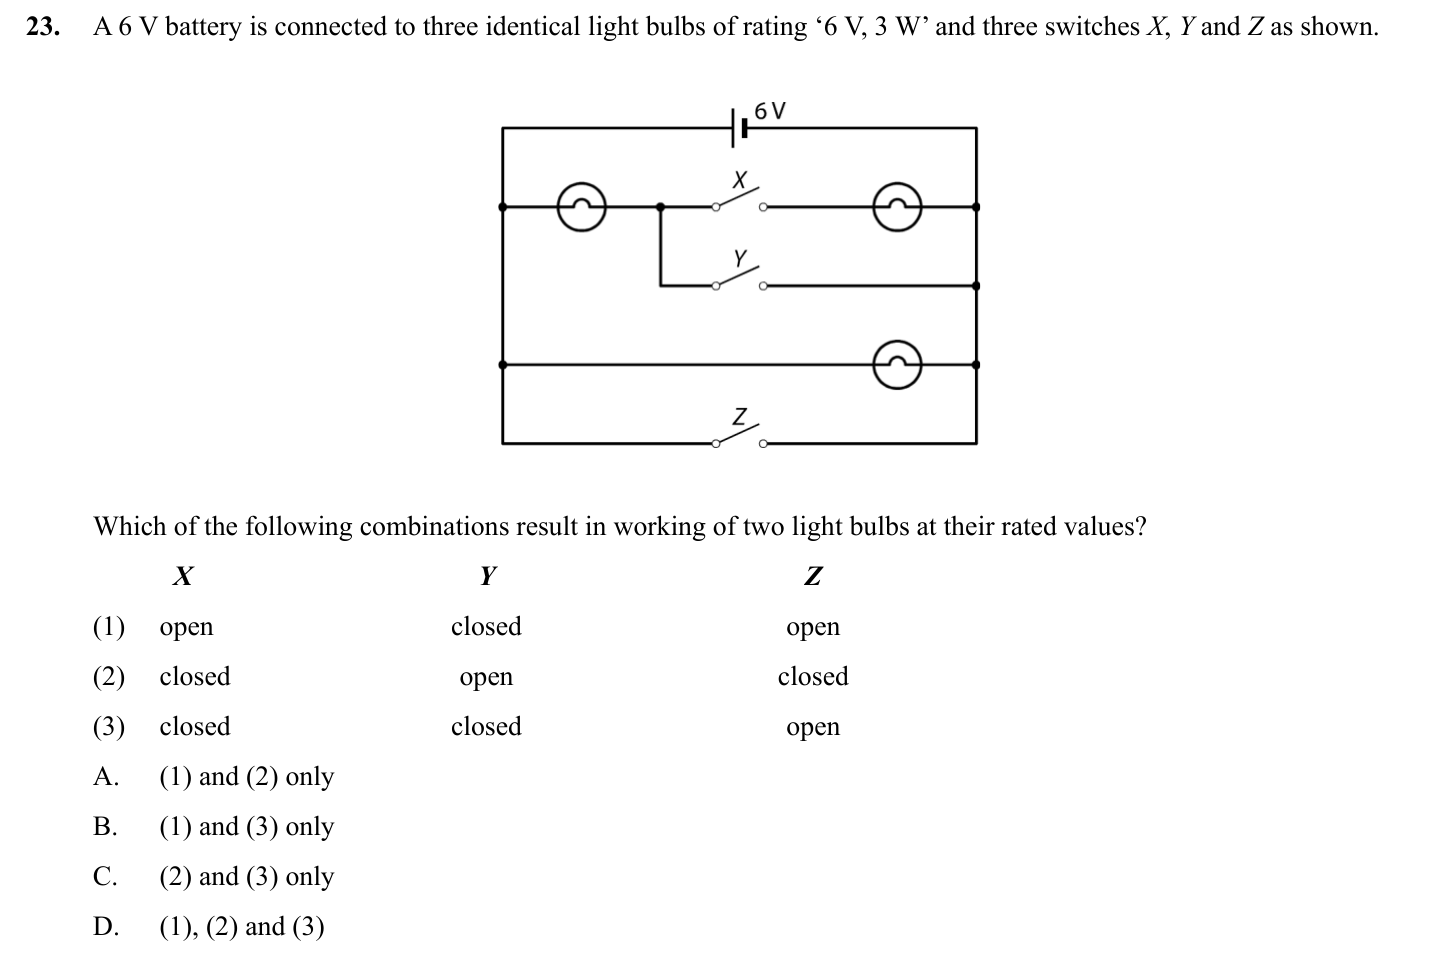 23. A 6 V battery is connected to three identical light bulbs of rating ‘6 V, 3 W’ and three switches X, Y and Z as shown.
6 V
X
Y
Z
Which of the following combinations result in working of two light bulbs at their rated values?
X Y Z
(1) open closed open
(2) closed open closed
(3) closed closed open
A. (1) and (2) only
B. (1) and (3) only
C. (2) and (3) only
D. (1), (2) and (3)